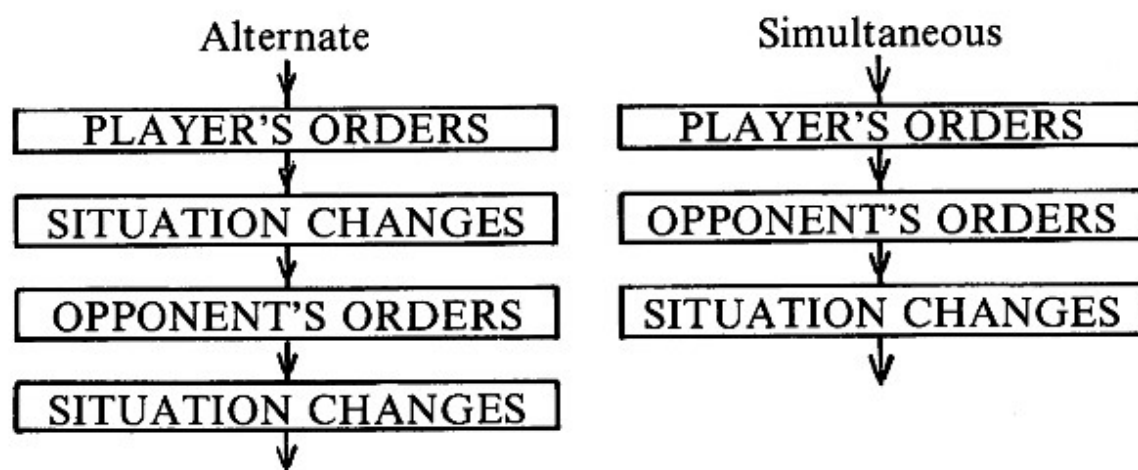 Alternate
PLAYER'S ORDERS
SITUATION CHANGES
OPPONENT'S ORDERS
SITUATION CHANGES
Simultaneous
PLAYER'S ORDERS
OPPONENT'S ORDERS
SITUATION CHANGES